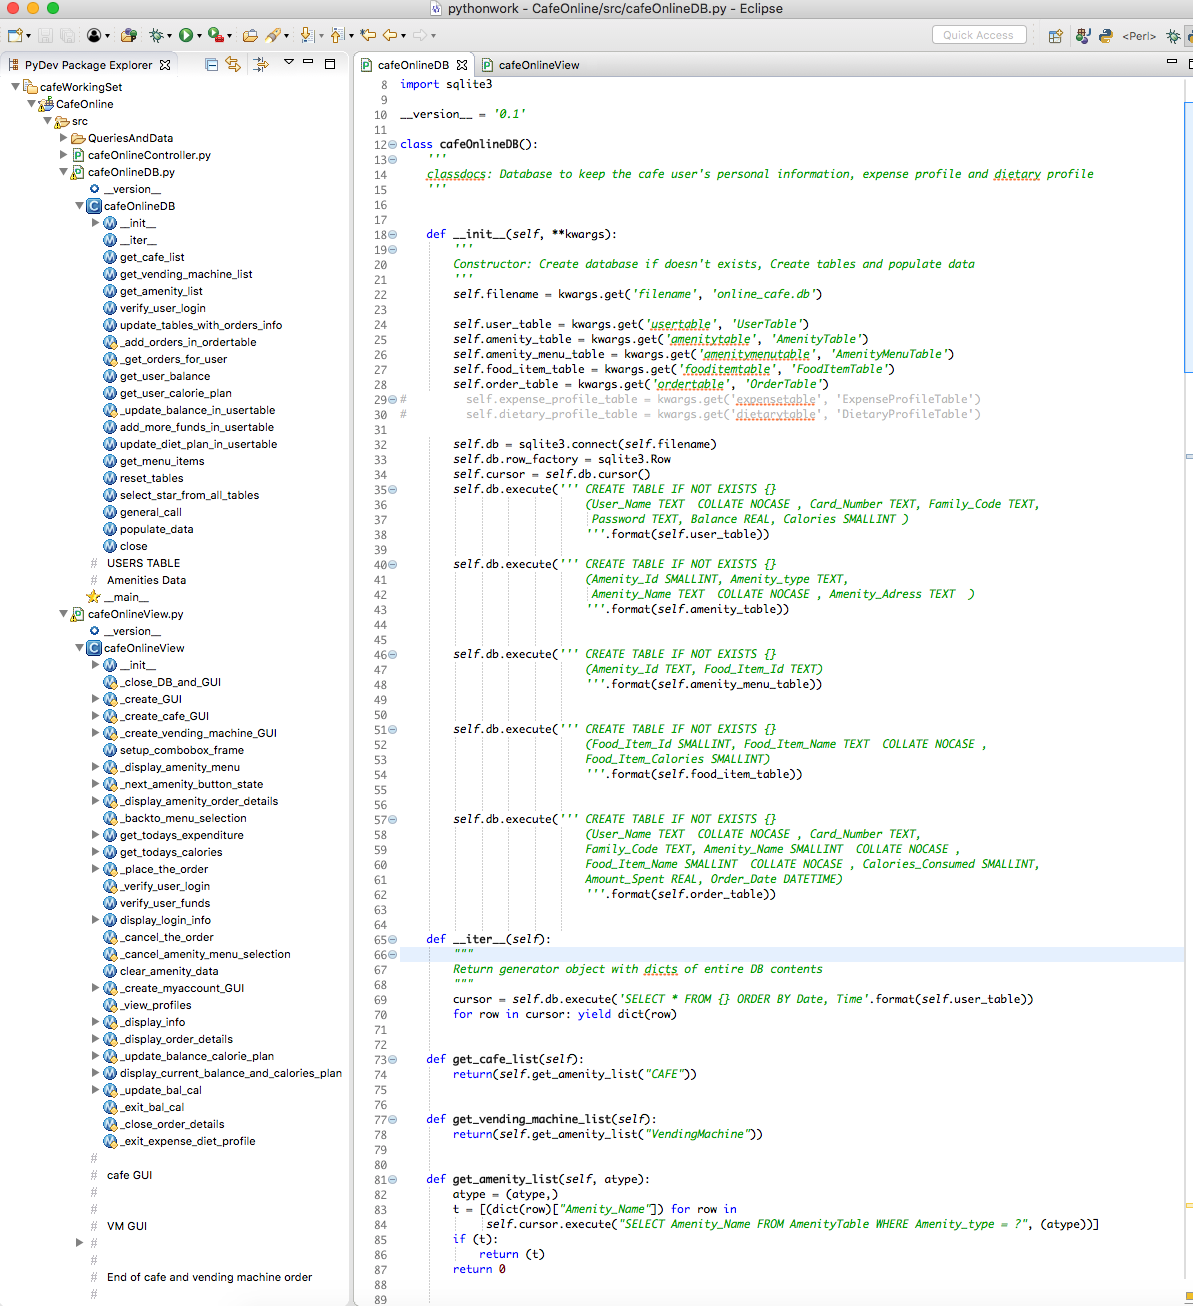 pythonwork - CafeOnline/src/cafeOnlineDB.py - Eclipse
Quick Access
<Perl>
PyDev Package Explorer
cafeWorkingSet
CafeOnline
src
QueriesAndData
cafeOnlineController.py
cafeOnlineDB.py
__version__
cafeOnlineDB
__init__
__iter__
get_cafe_list
get_vending_machine_list
get_amenity_list
verify_user_login
update_tables_with_orders_info
_add_orders_in_ordertable
_get_orders_for_user
get_user_balance
get_user_calorie_plan
_update_balance_in_usertable
add_more_funds_in_usertable
update_diet_plan_in_usertable
get_menu_items
reset_tables
select_star_from_all_tables
general_call
populate_data
close
# USERS TABLE
# Amenities Data
__main__
cafeOnlineView.py
__version__
cafeOnlineView
__init__
_close_DB_and_GUI
_create_GUI
_create_cafe_GUI
_create_vending_machine_GUI
setup_combobox_frame
_display_amenity_menu
_next_amenity_button_state
_display_amenity_order_details
_backto_menu_selection
get_todays_expenditure
get_todays_calories
_place_the_order
_verify_user_login
verify_user_funds
display_login_info
_cancel_the_order
_cancel_amenity_menu_selection
clear_amenity_data
_create_myaccount_GUI
_view_profiles
_display_info
_display_order_details
_update_balance_calorie_plan
display_current_balance_and_calories_plan
_update_bal_cal
_exit_bal_cal
_close_order_details
_exit_expense_diet_profile
#
# cafe GUI
#
#
# VM GUI
#
#
# End of cafe and vending machine order
#
cafeOnlineDB
cafeOnlineView
8 import sqlite3
9
10 __version__ = '0.1'
11
12 class cafeOnlineDB():
13 '''
14 classdocs: Database to keep the cafe user's personal information, expense profile and dietary profile
15 '''
16
17
18 def __init__(self, **kwargs):
19 '''
20 Constructor: Create database if doesn't exists, Create tables and populate data
21 '''
22 self.filename = kwargs.get('filename', 'online_cafe.db')
23
24 self.user_table = kwargs.get('usertable', 'UserTable')
25 self.amenity_table = kwargs.get('amenitytable', 'AmenityTable')
26 self.amenity_menu_table = kwargs.get('amenitymenutable', 'AmenityMenuTable')
27 self.food_item_table = kwargs.get('fooditemtable', 'FoodItemTable')
28 self.order_table = kwargs.get('ordertable', 'OrderTable')
29 # self.expense_profile_table = kwargs.get('expensetable', 'ExpenseProfileTable')
30 # self.dietary_profile_table = kwargs.get('dietarytable', 'DietaryProfileTable')
31
32 self.db = sqlite3.connect(self.filename)
33 self.db.row_factory = sqlite3.Row
34 self.cursor = self.db.cursor()
35 self.db.execute(''' CREATE TABLE IF NOT EXISTS {}
36 (User_Name TEXT  COLLATE NOCASE , Card_Number TEXT, Family_Code TEXT,
37 Password TEXT, Balance REAL, Calories SMALLINT )
38 '''.format(self.user_table))
39
40 self.db.execute(''' CREATE TABLE IF NOT EXISTS {}
41 (Amenity_Id SMALLINT, Amenity_type TEXT,
42 Amenity_Name TEXT  COLLATE NOCASE , Amenity_Adress TEXT  )
43 '''.format(self.amenity_table))
44
45
46 self.db.execute(''' CREATE TABLE IF NOT EXISTS {}
47 (Amenity_Id TEXT, Food_Item_Id TEXT)
48 '''.format(self.amenity_menu_table))
49
50
51 self.db.execute(''' CREATE TABLE IF NOT EXISTS {}
52 (Food_Item_Id SMALLINT, Food_Item_Name TEXT  COLLATE NOCASE ,
53 Food_Item_Calories SMALLINT)
54 '''.format(self.food_item_table))
55
56
57 self.db.execute(''' CREATE TABLE IF NOT EXISTS {}
58 (User_Name TEXT  COLLATE NOCASE , Card_Number TEXT,
59 Family_Code TEXT, Amenity_Name SMALLINT  COLLATE NOCASE ,
60 Food_Item_Name SMALLINT  COLLATE NOCASE , Calories_Consumed SMALLINT,
61 Amount_Spent REAL, Order_Date DATETIME)
62 '''.format(self.order_table))
63
64
65 def __iter__(self):
66 """
67 Return generator object with dicts of entire DB contents
68 """
69 cursor = self.db.execute('SELECT * FROM {} ORDER BY Date, Time'.format(self.user_table))
70 for row in cursor: yield dict(row)
71
72
73 def get_cafe_list(self):
74 return(self.get_amenity_list("CAFE"))
75
76
77 def get_vending_machine_list(self):
78 return(self.get_amenity_list("VendingMachine"))
79
80
81 def get_amenity_list(self, atype):
82 atype = (atype,)
83 t = [(dict(row)["Amenity_Name"]) for row in
84 self.cursor.execute("SELECT Amenity_Name FROM AmenityTable WHERE Amenity_type = ?", (atype))]
85 if (t):
86 return (t)
87 return 0
88
89